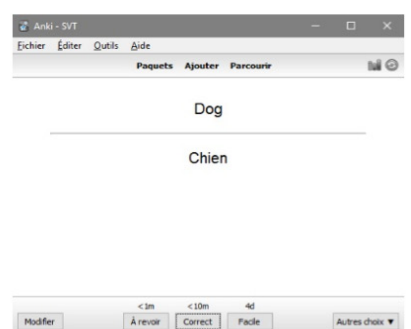 Anki - SVT
Fichier Éditer Outils Aide
Paquets Ajouter Parcourir
Dog
Chien
<1m <10m 4d
Modifier À revoir Correct Facile Autres choix ▼